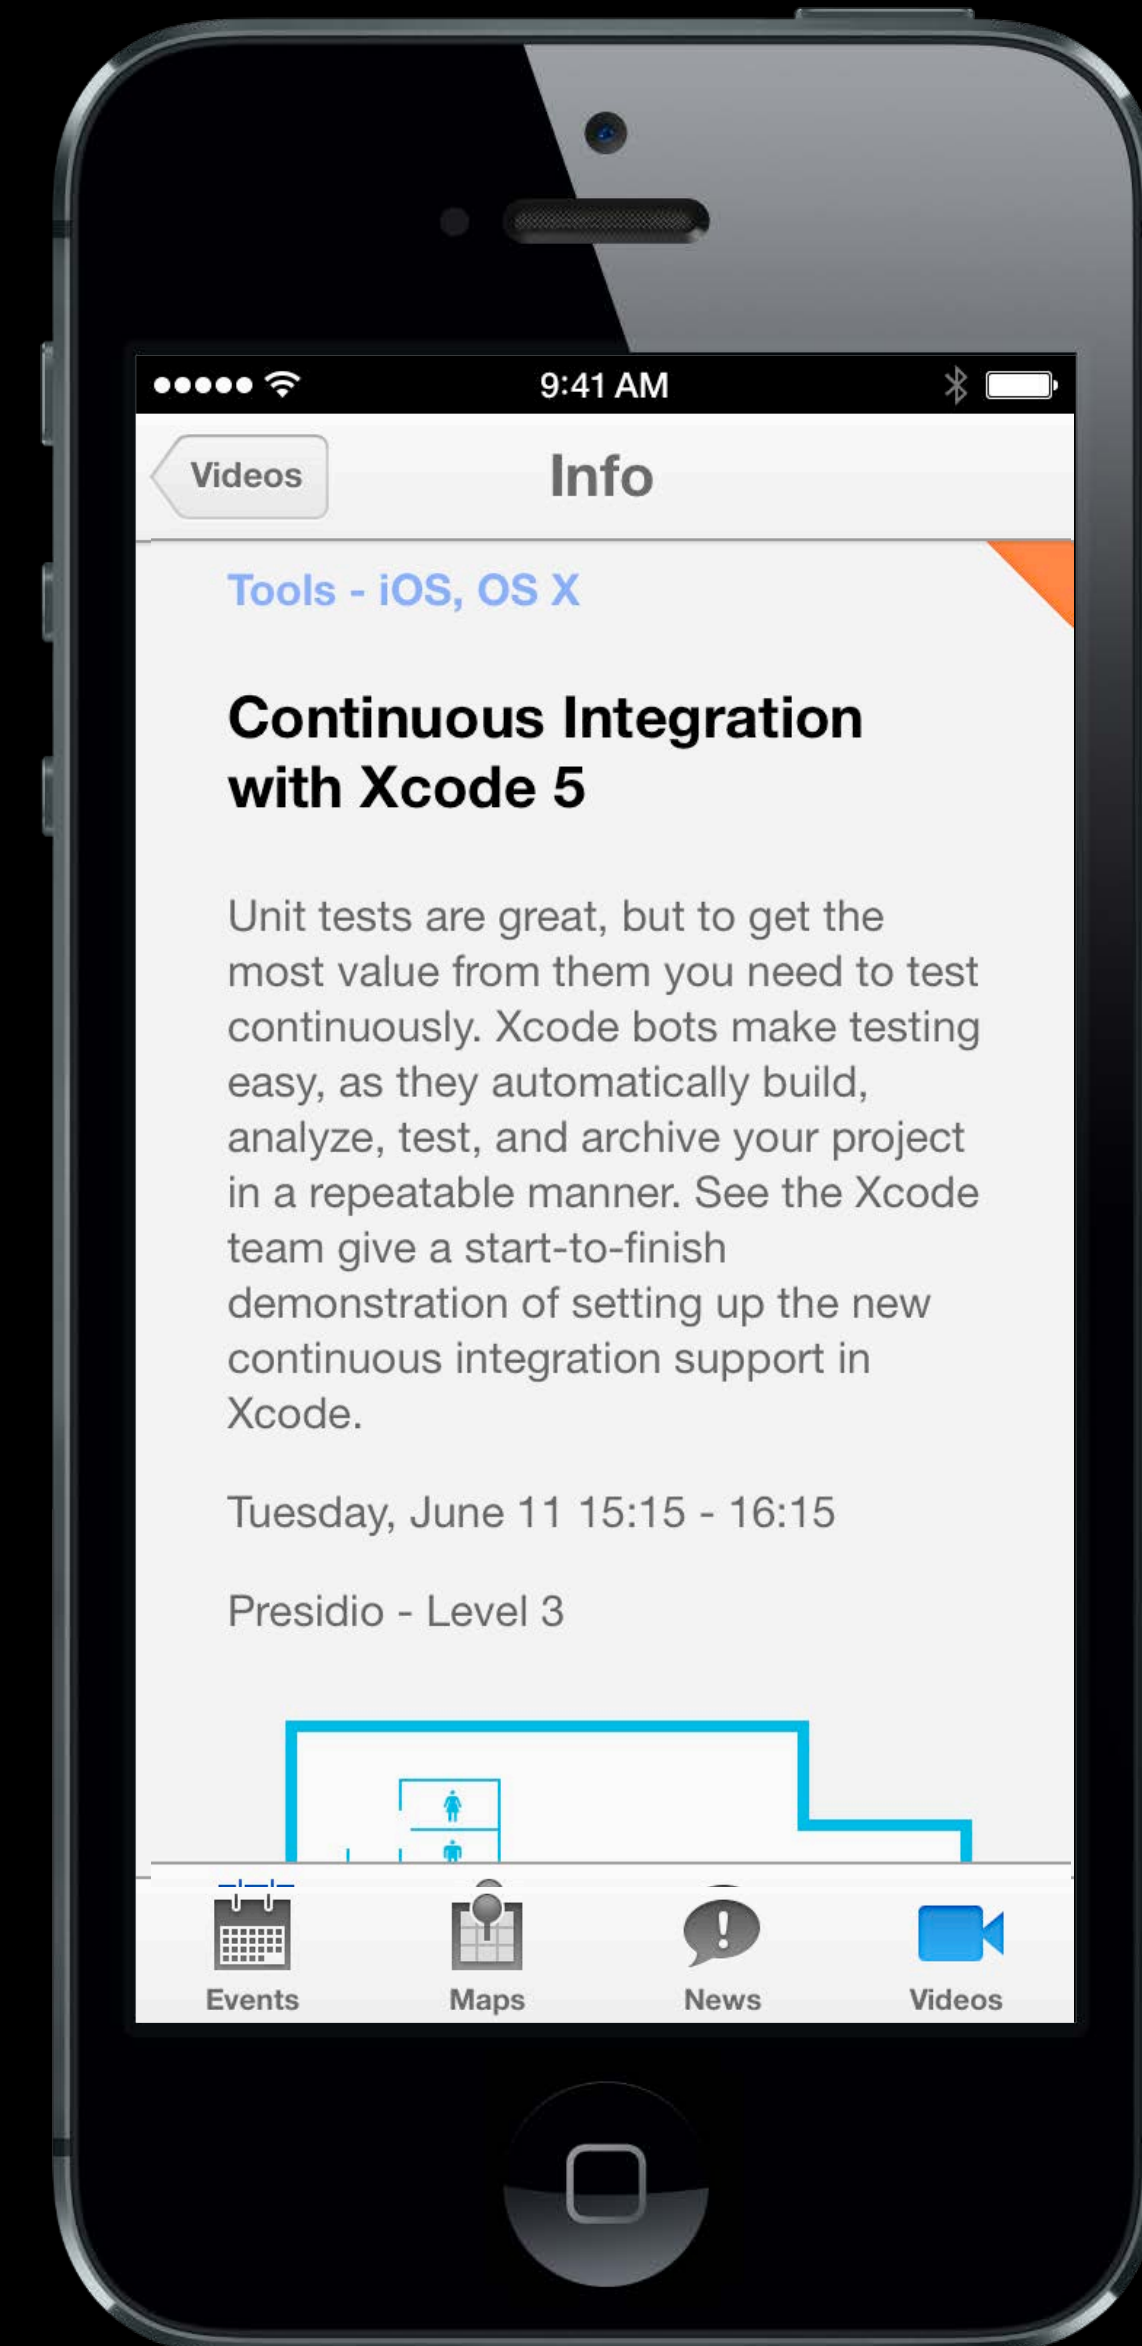 9:41 AM
Videos
Info
Tools - iOS, OS X
Continuous Integration
with Xcode 5
Unit tests are great, but to get the
most value from them you need to test
continuously. Xcode bots make testing
easy, as they automatically build,
analyze, test, and archive your project
in a repeatable manner. See the Xcode
team give a start-to-finish
demonstration of setting up the new
continuous integration support in
Xcode.
Tuesday, June 11 15:15 - 16:15
Presidio - Level 3
Events
Maps
News
Videos